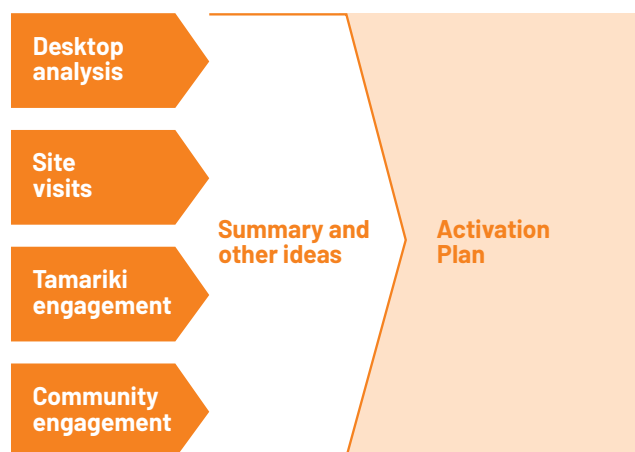 Desktop
analysis
Site
visits
Tamariki
engagement
Community
engagement
Summary and
other ideas
Activation
Plan